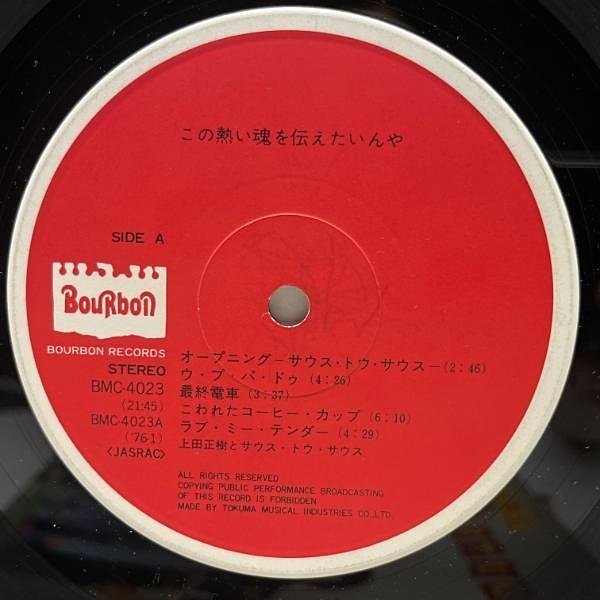 この熱い魂を伝えたいんや
SIDE A
BouRboN
BOURBON RECORDS
STEREO
BMC-4023
(21:45)
BMC-4023A
('76・1)
<JASRAC>
オープニング－サウス・トウ・サウス－(2:46)
ウ・プ・パ・ドゥ(4:26)
最終電車(3:37)
こわれたコーヒー・カップ(6:10)
ラブ・ミー・テンダー(4:29)
上田正樹とサウス・トウ・サウス
ALL RIGHTS RESERVED
COPYING PUBLIC PERFORMANCE BROADCASTING
OF THIS RECORD IS FORBIDDEN
MADE BY TOKUMA MUSICAL INDUSTRIES CO.,LTD.